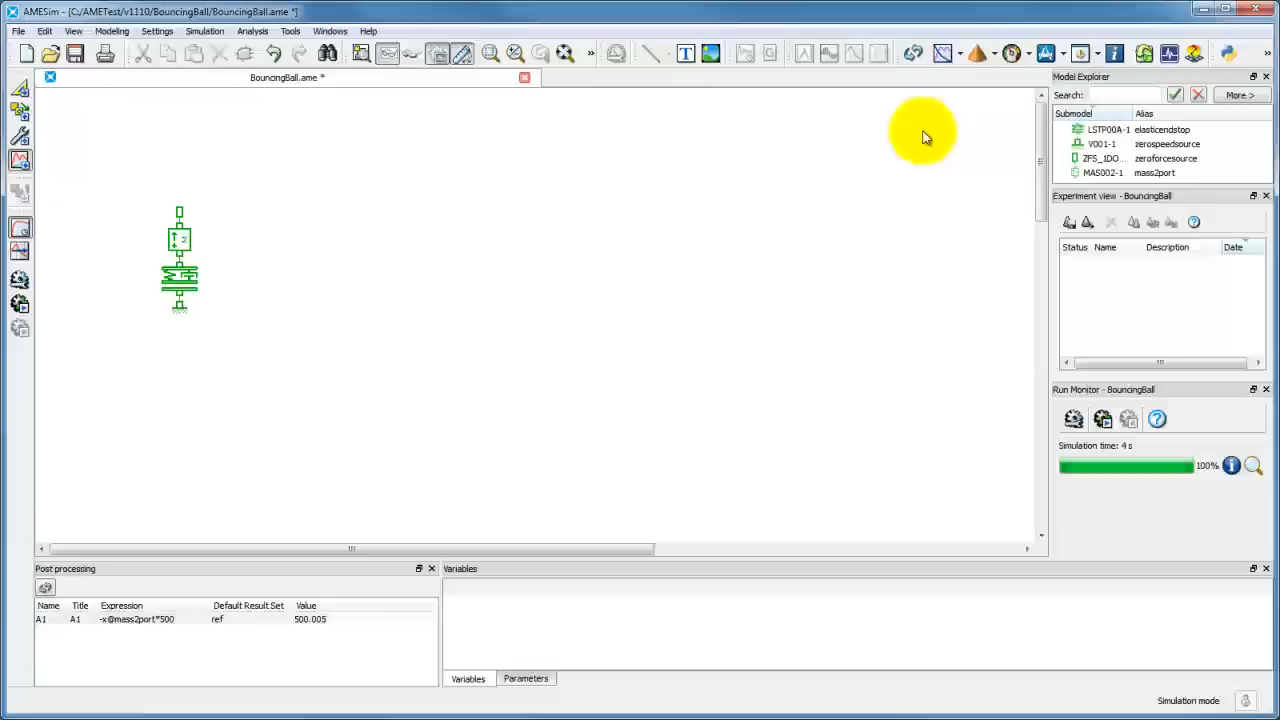 AMESim - [C:/AMETest/v1110/BouncingBall/BouncingBall.ame *]
File Edit View Modeling Settings Simulation Analysis Tools Windows Help
BouncingBall.ame *
Model Explorer
Search: More >
Submodel Alias
LSTP00A-1 elasticendstop
V001-1 zerospeedsource
ZFS_1DO... zeroforcesource
MAS002-1 mass2port
Experiment view - BouncingBall
Status Name Description Date
Run Monitor - BouncingBall
Simulation time: 4 s
100%
Post processing
Name Title Expression Default Result Set Value
A1 A1 -x@mass2port*500 ref 500.005
Variables
Variables Parameters
Simulation mode